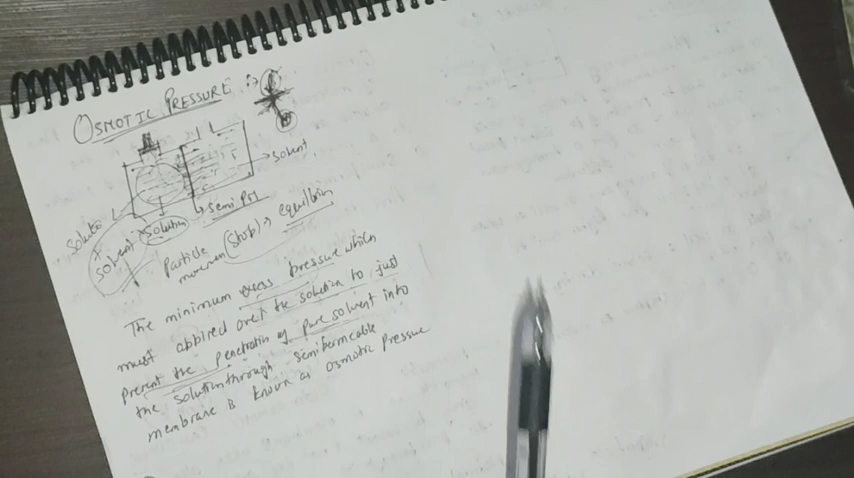 OSMOTIC PRESSURE :→
→ solvent
→ semi PM
solution
solute
+
solvent
Particle
movement (Stop) → equilibrium
The minimum excess pressure which
must applired over the solution to just
prevent the penetration of pure solvent into
the solution through semipermeable
membrane is known as osmotic pressure